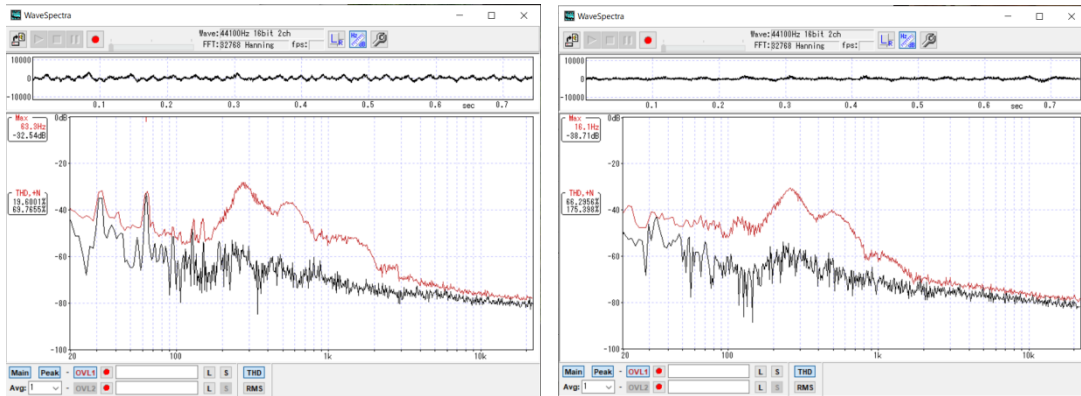 WaveSpectra
Wave:44100Hz 16bit 2ch
FFT:32768 Hanning fps:
L/R
Hz/dB
10000
0
-10000
0.1 0.2 0.3 0.4 0.5 0.6 sec 0.7
Max
63.3Hz
-32.54dB
THD,+N
19.6801%
69.7655%
0dB
-20
-40
-60
-80
-100
20 100 1k 10k
Main Peak - OVL1 L S THD
Avg: 1 - OVL2 L S RMS
WaveSpectra
Wave:44100Hz 16bit 2ch
FFT:32768 Hanning fps:
L/R
Hz/dB
10000
0
-10000
0.1 0.2 0.3 0.4 0.5 0.6 sec 0.7
Max
16.1Hz
-38.71dB
THD,+N
66.2956%
175.398%
0dB
-20
-40
-60
-80
-100
20 100 1k 10k
Main Peak - OVL1 L S THD
Avg: 1 - OVL2 L S RMS